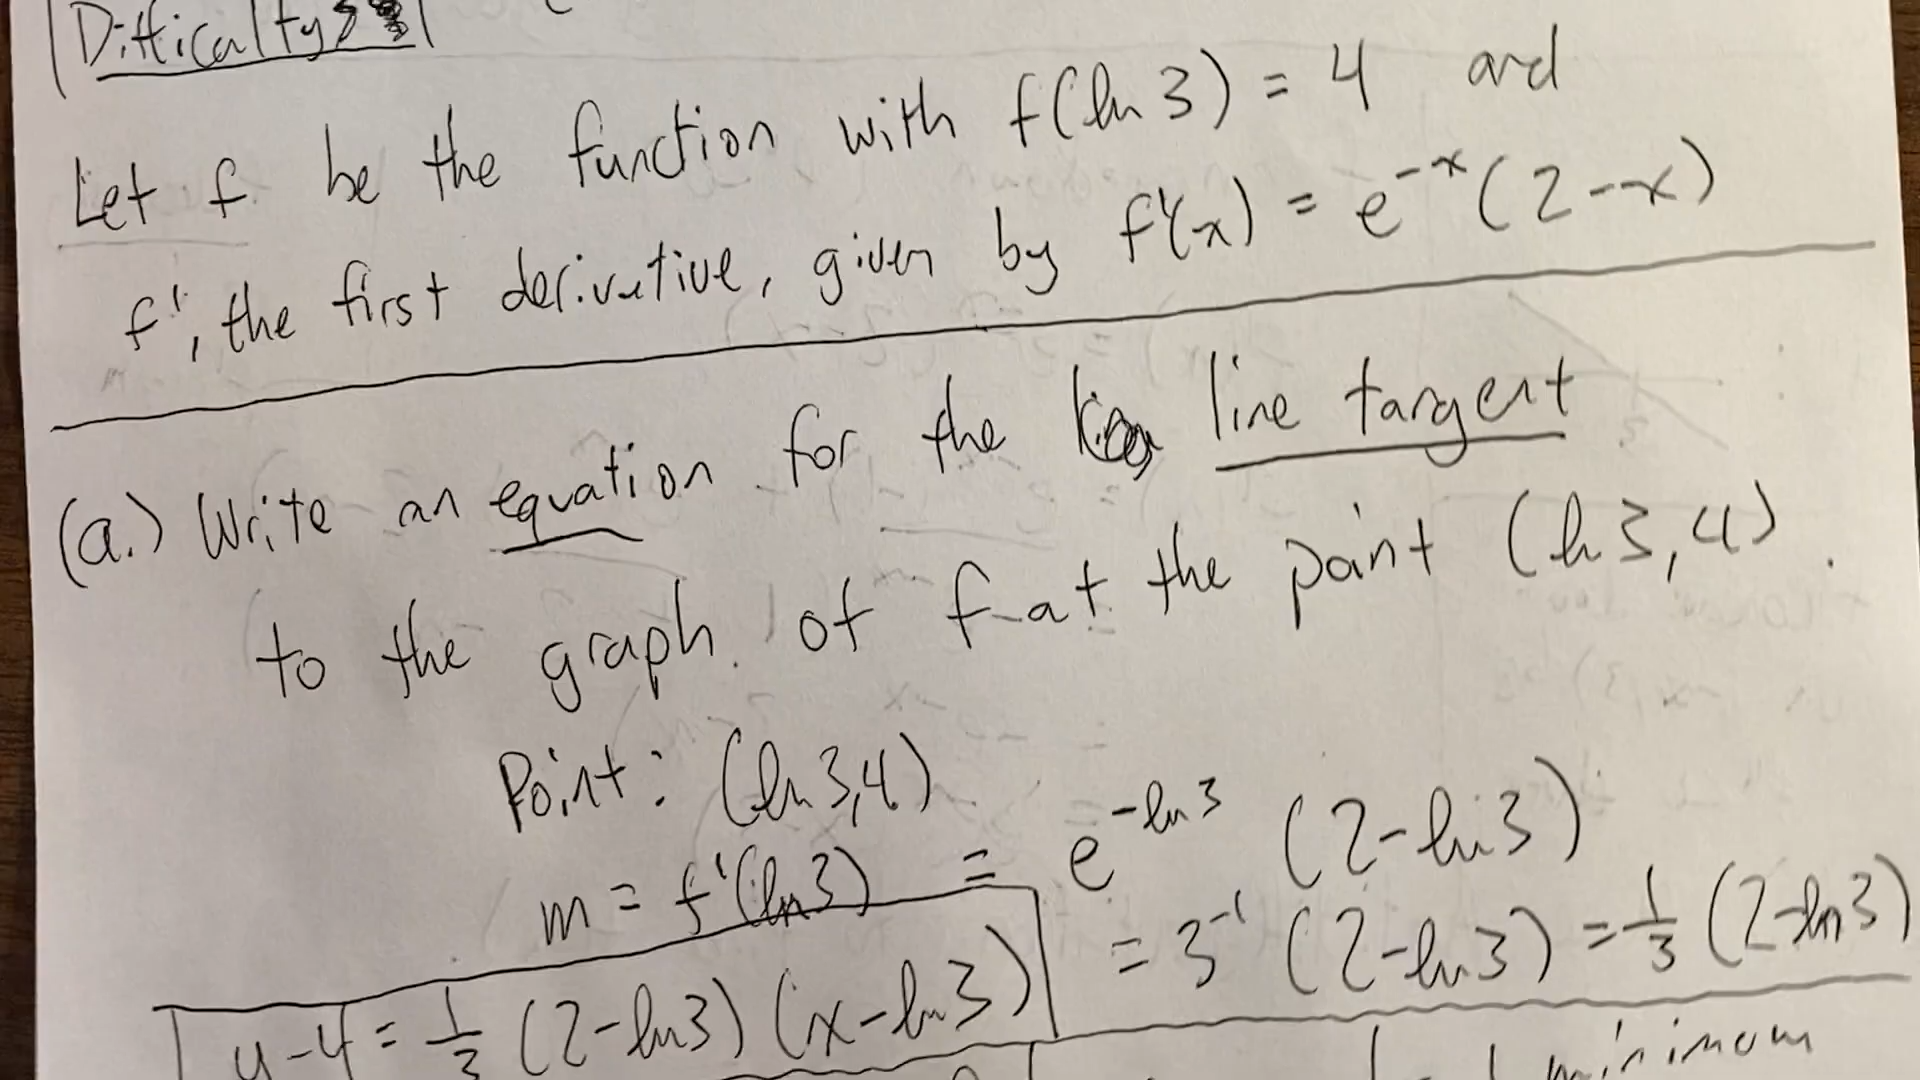 Difficulty:
Let f be the function with f(ln 3) = 4 and
f', the first derivative, given by f'(x) = e^-x (2-x)
(a.) Write an equation for the line tangent
to the graph of f at the point (ln 3, 4).
Point: (ln 3, 4)
m = f'(ln 3) = e^-ln 3 (2-ln 3)
= 3^-1 (2-ln 3) = 1/3 (2-ln 3)
y-4 = 1/3 (2-ln 3) (x-ln 3)
minimum